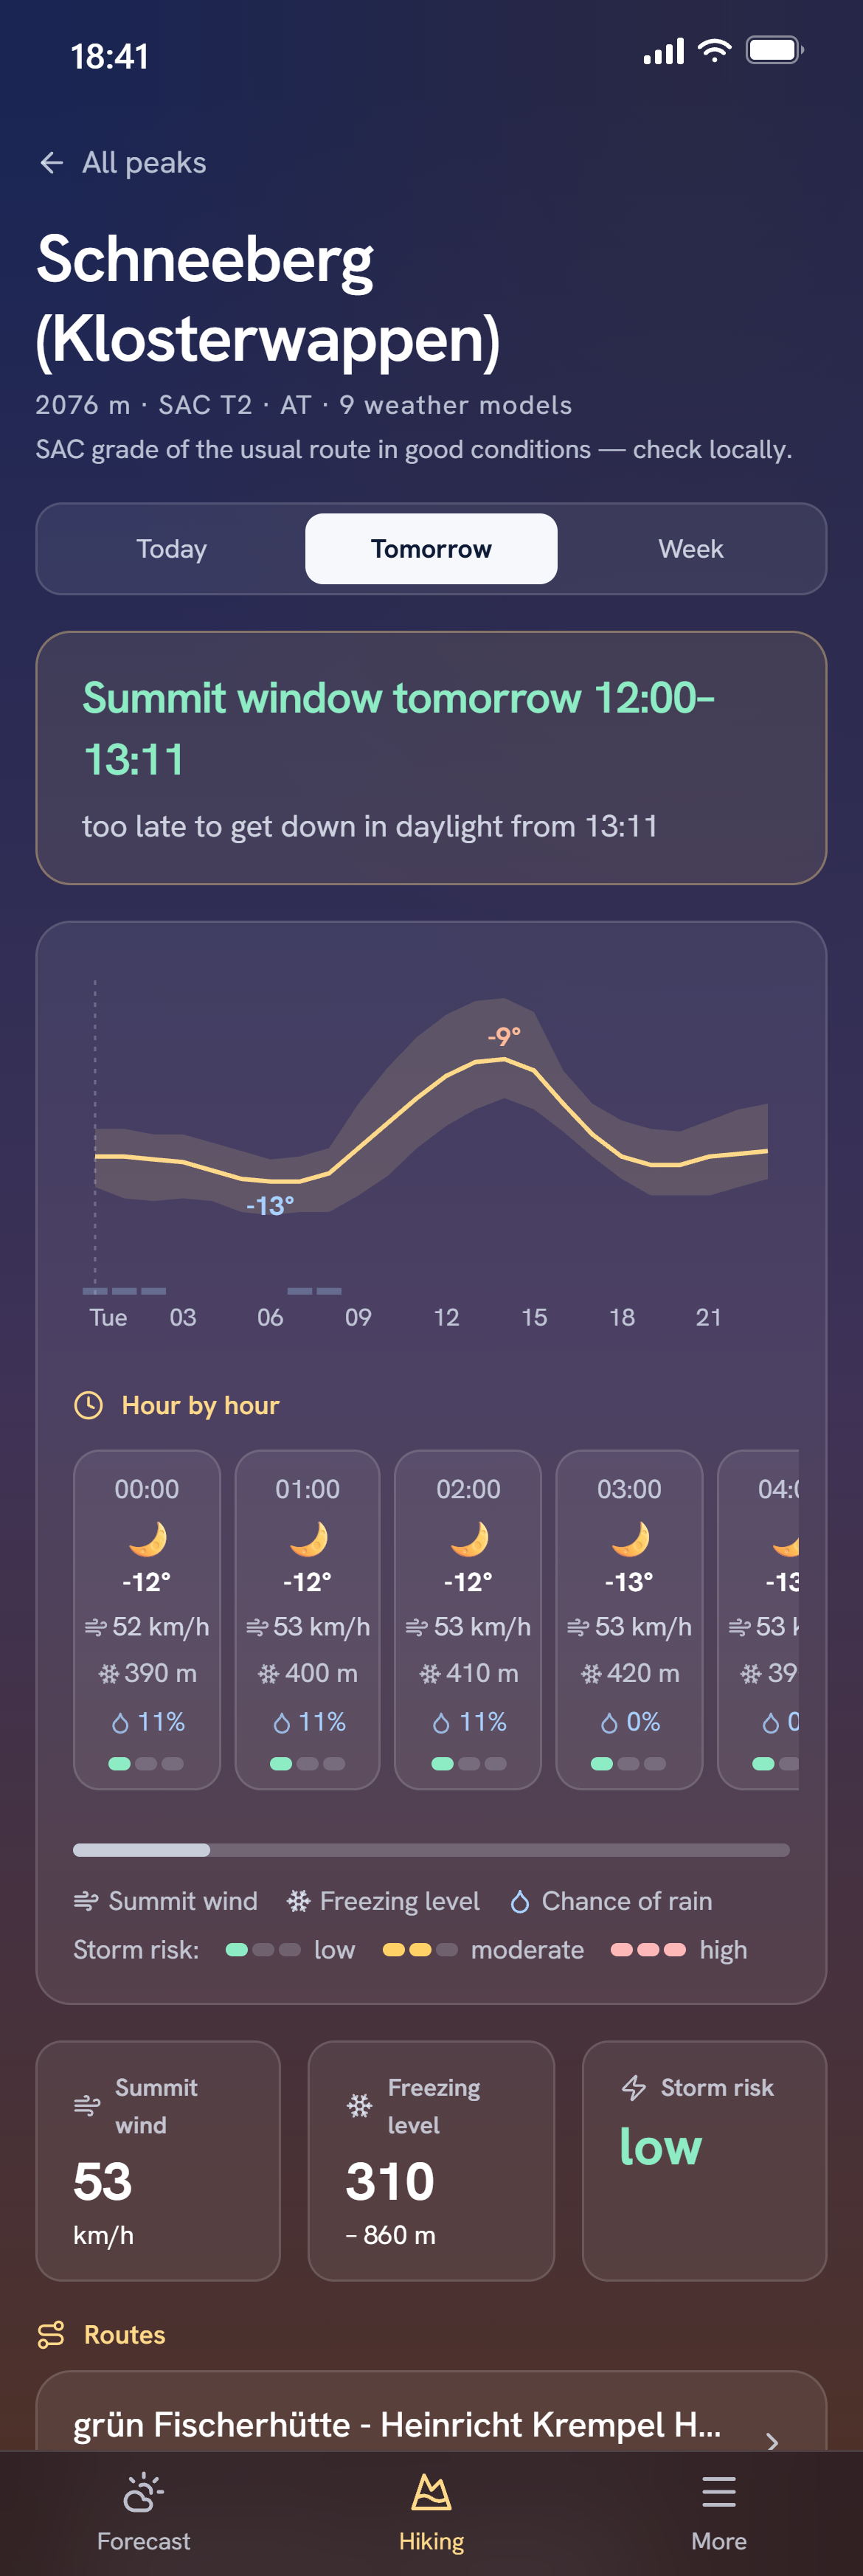 18:41
All peaks
Schneeberg
(Klosterwappen)
2076 m · SAC T2 · AT · 9 weather models
SAC grade of the usual route in good conditions — check locally.
Today Tomorrow Week
Summit window tomorrow 12:00–
13:11
too late to get down in daylight from 13:11
-9°
-13°
Tue 03 06 09 12 15 18 21
Hour by hour
00:00 01:00 02:00 03:00 04:0
-12° -12° -12° -13° -13
52 km/h 53 km/h 53 km/h 53 km/h 53 k
390 m 400 m 410 m 420 m 39
11% 11% 11% 0% 0
Summit wind Freezing level Chance of rain
Storm risk: low moderate high
Summit
wind
53
km/h
Freezing
level
310
– 860 m
Storm risk
low
Routes
grün Fischerhütte - Heinricht Krempel H...
Forecast Hiking More